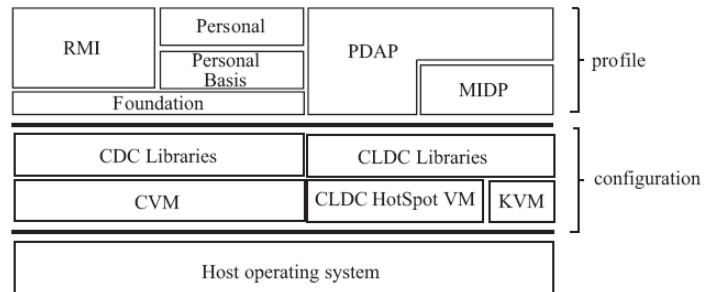 Personal
RMI
PDAP
profile
Personal
Basis
MIDP
Foundation
CDC Libraries
CLDC Libraries
configuration
CVM
CLDC HotSpot VM
KVM
Host operating system